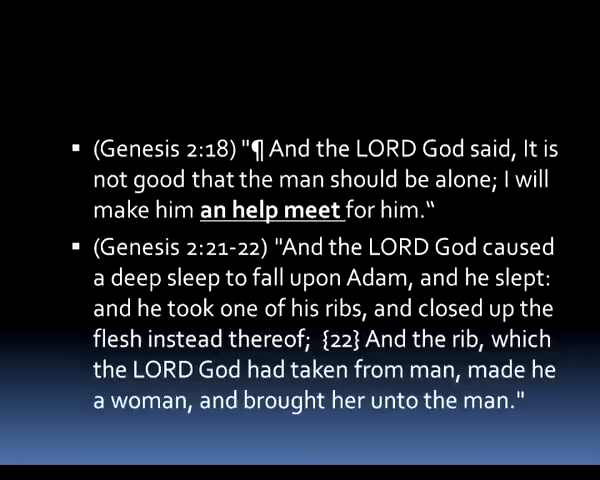 ▪ (Genesis 2:18) "¶ And the LORD God said, It is
not good that the man should be alone; I will
make him an help meet for him.“
▪ (Genesis 2:21-22) "And the LORD God caused
a deep sleep to fall upon Adam, and he slept:
and he took one of his ribs, and closed up the
flesh instead thereof;  {22} And the rib, which
the LORD God had taken from man, made he
a woman, and brought her unto the man."